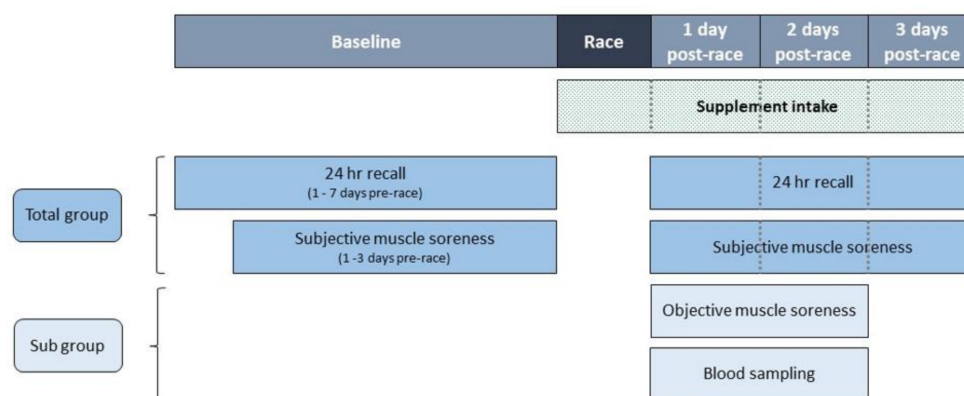 Baseline
Race
1 day
post-race
2 days
post-race
3 days
post-race
Supplement intake
Total group
24 hr recall
(1 - 7 days pre-race)
24 hr recall
Subjective muscle soreness
(1 -3 days pre-race)
Subjective muscle soreness
Sub group
Objective muscle soreness
Blood sampling